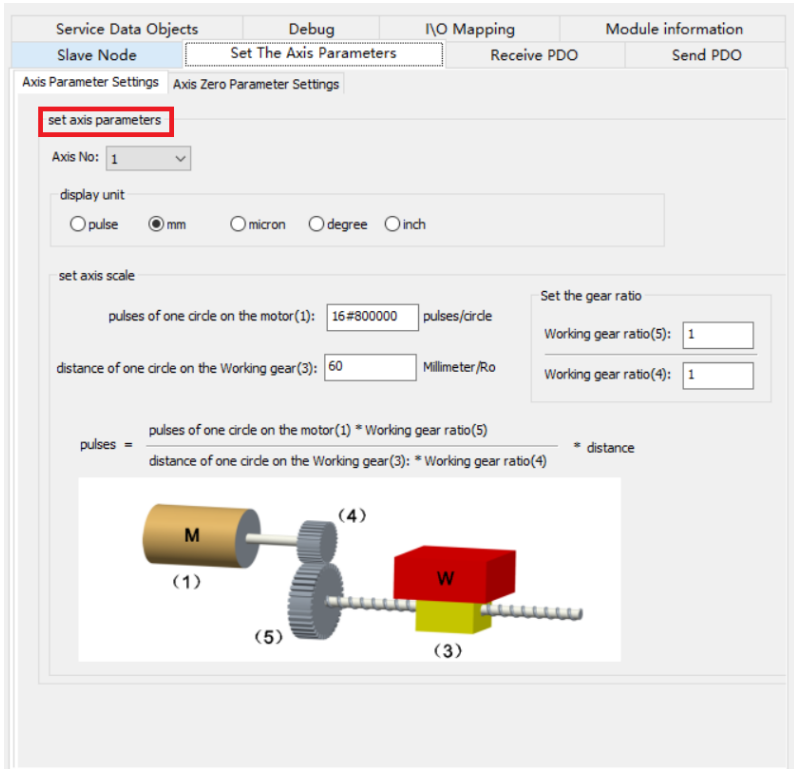 Service Data Objects Debug I\O Mapping Module information
Slave Node Set The Axis Parameters Receive PDO Send PDO
Axis Parameter Settings Axis Zero Parameter Settings
set axis parameters
Axis No: 1
display unit
pulse mm micron degree inch
set axis scale
Set the gear ratio
pulses of one circle on the motor(1): 16#800000 pulses/circle
Working gear ratio(5): 1
distance of one circle on the Working gear(3): 60 Millimeter/Ro
Working gear ratio(4): 1
pulses of one circle on the motor(1) * Working gear ratio(5)
pulses = * distance
distance of one circle on the Working gear(3): * Working gear ratio(4)
(4)
M
(1)
W
(5)
(3)